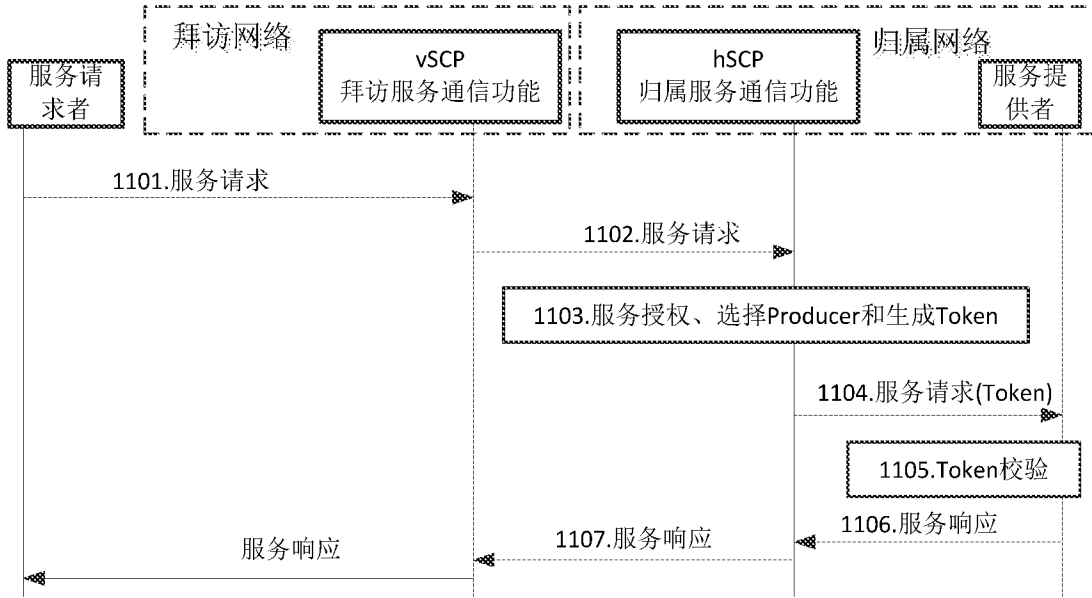 拜访网络
归属网络
服务请
求者
vSCP
拜访服务通信功能
hSCP
归属服务通信功能
服务提
供者
1101.服务请求
1102.服务请求
1103.服务授权、选择Producer和生成Token
1104.服务请求(Token)
1105.Token校验
1106.服务响应
1107.服务响应
服务响应